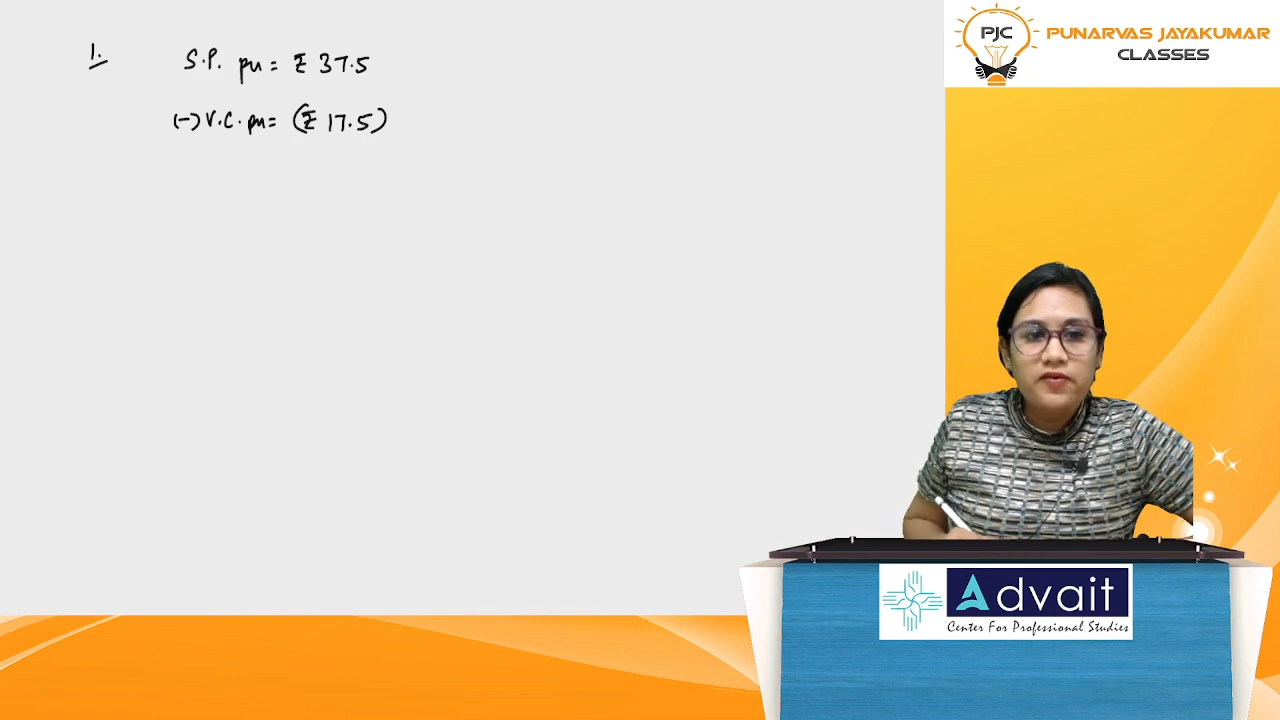 1. S.P. pu = ₹ 37.5
(-) V.C. pu = (₹ 17.5)
PJC
PUNARVAS JAYAKUMAR
CLASSES
Advait
Center For Professional Studies